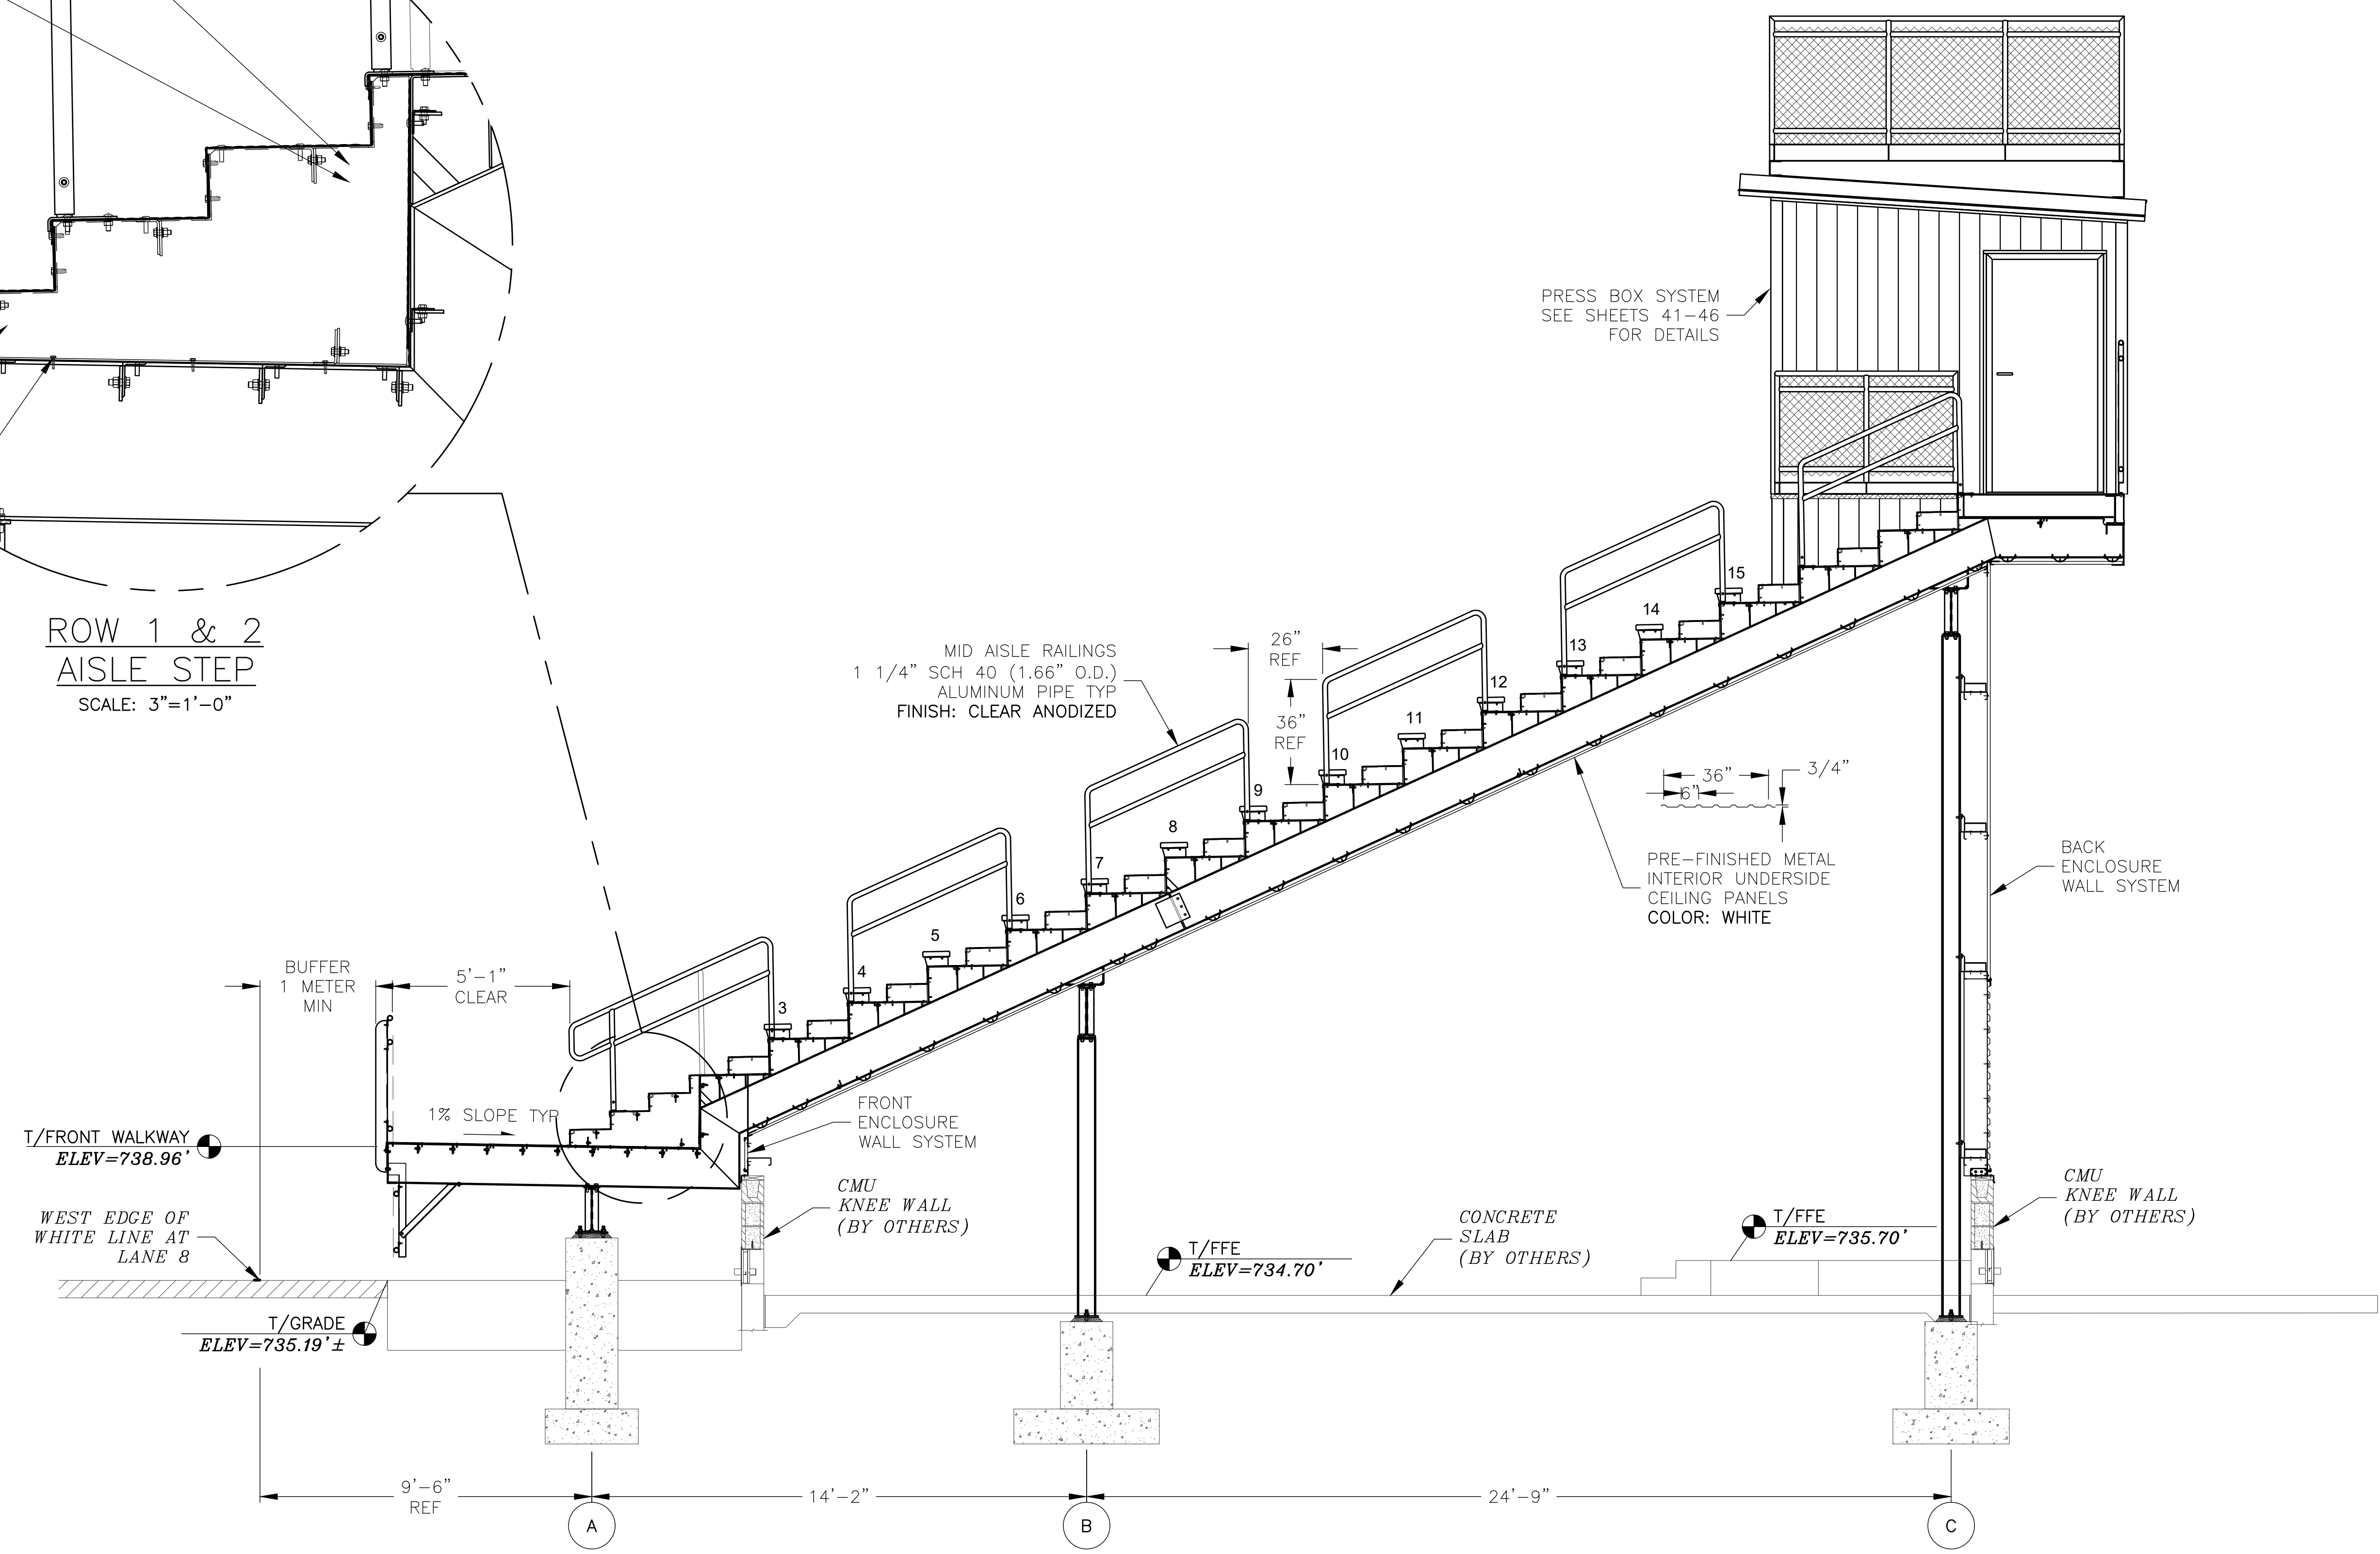 ROW 1 & 2
AISLE STEP
SCALE: 3"=1'-0"
PRESS BOX SYSTEM
SEE SHEETS 41-46
FOR DETAILS
MID AISLE RAILINGS
1 1/4" SCH 40 (1.66" O.D.)
ALUMINUM PIPE TYP
FINISH: CLEAR ANODIZED
26"
REF
36"
REF
15
14
13
12
11
10
9
8
7
6
5
4
3
36"
6"
3/4"
PRE-FINISHED METAL
INTERIOR UNDERSIDE
CEILING PANELS
COLOR: WHITE
BACK
ENCLOSURE
WALL SYSTEM
BUFFER
1 METER
MIN
5'-1"
CLEAR
1% SLOPE TYP
T/FRONT WALKWAY
ELEV=738.96'
FRONT
ENCLOSURE
WALL SYSTEM
CMU
KNEE WALL
(BY OTHERS)
WEST EDGE OF
WHITE LINE AT
LANE 8
T/GRADE
ELEV=735.19'±
T/FFE
ELEV=734.70'
CONCRETE
SLAB
(BY OTHERS)
T/FFE
ELEV=735.70'
CMU
KNEE WALL
(BY OTHERS)
9'-6"
REF
14'-2"
24'-9"
A
B
C